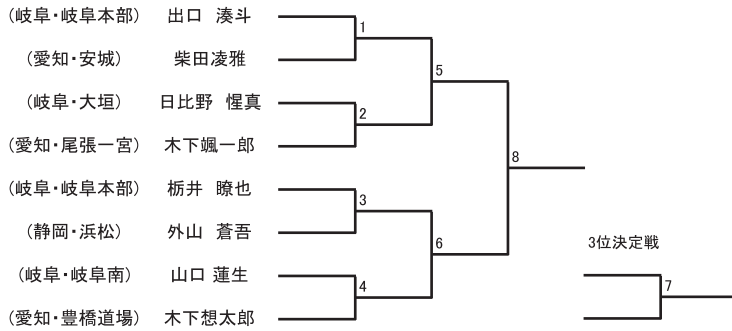 (岐阜・岐阜本部) 出口 湊斗
1
(愛知・安城) 柴田凌雅
5
(岐阜・大垣) 日比野 惺真
2
(愛知・尾張一宮) 木下颯一郎
8
(岐阜・岐阜本部) 栃井 瞭也
3
(静岡・浜松) 外山 蒼吾
6
3位決定戦
(岐阜・岐阜南) 山口 蓮生
4
7
(愛知・豊橋道場) 木下想太郎